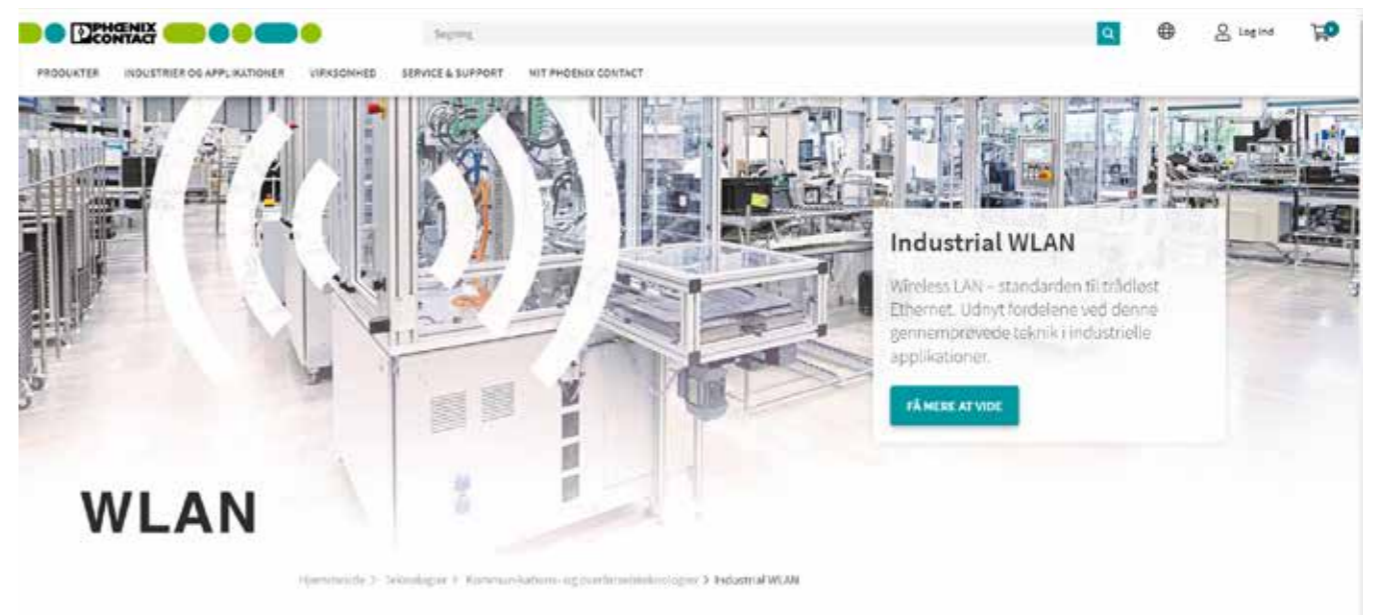 PHŒNIX
CONTACT
Søgning
Log ind
0
PRODUKTER INDUSTRIER OG APPLIKATIONER VIRKSOMHED SERVICE & SUPPORT MIT PHOENIX CONTACT
Industrial WLAN
Wireless LAN – standarden til trådløst
Ethernet. Udnyt fordelene ved denne
gennemprøvede teknik i industrielle
applikationer.
FÅ MERE AT VIDE
WLAN
Hjemmeside > Teknologier > Kommunikations- og overførselsteknologier > Industrial WLAN